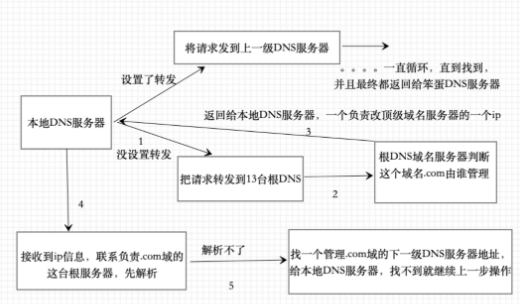 将请求发到上一级DNS服务器
设置了转发
。。。。一直循环，直到找到，
并且最终都返回给笨蛋DNS服务器
本地DNS服务器
返回给本地DNS服务器，一个负责改顶级域名服务器的一个ip
3
1
没设置转发
把请求转发到13台根DNS
2
根DNS域名服务器判断
这个域名.com由谁管理
4
接收到ip信息，联系负责.com域的
这台根服务器，先解析
解析不了
5
找一个管理.com域的下一级DNS服务器地址，
给本地DNS服务器，找不到就继续上一步操作